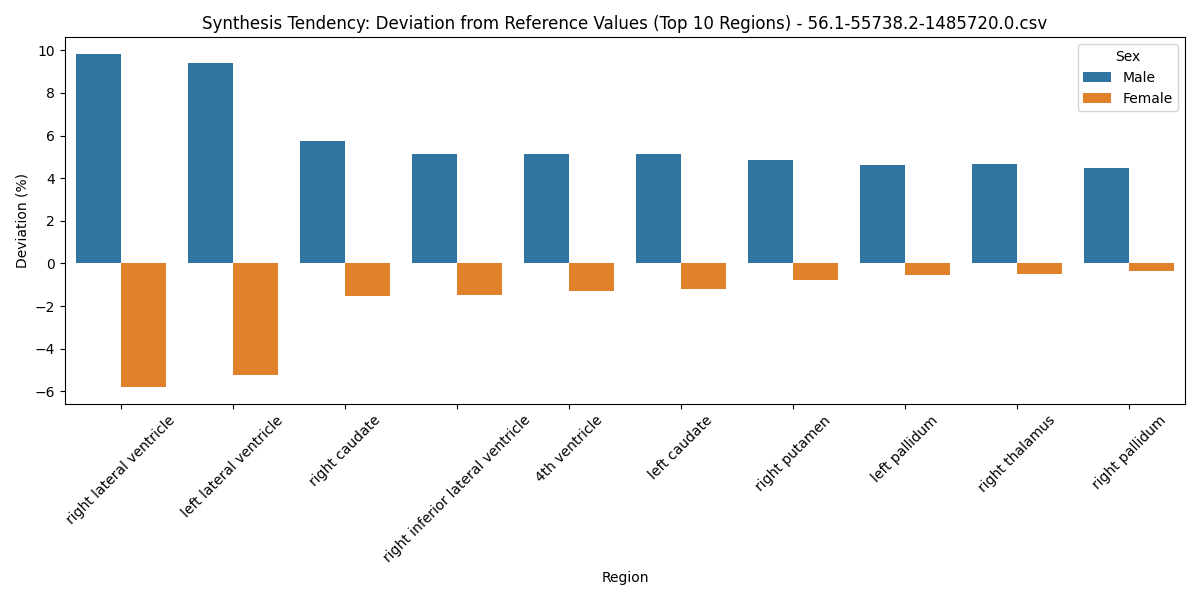 Synthesis Tendency: Deviation from Reference Values (Top 10 Regions) - 56.1-55738.2-1485720.0.csv
Deviation (%)
10
8
6
4
2
0
−2
−4
−6
Sex
Male
Female
right lateral ventricle
left lateral ventricle
right caudate
right inferior lateral ventricle
4th ventricle
left caudate
right putamen
left pallidum
right thalamus
right pallidum
Region